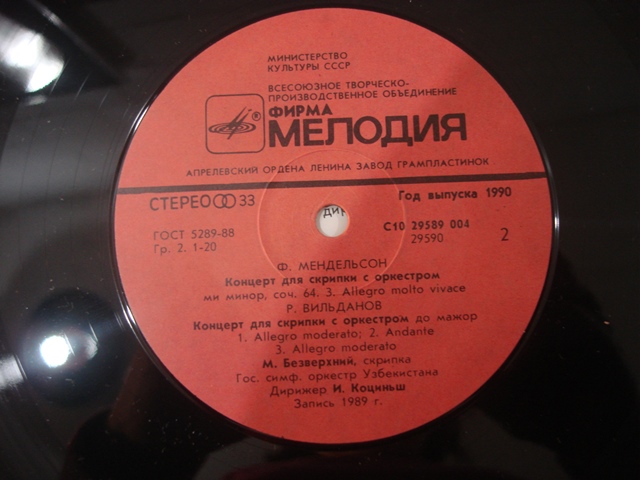 МИНИСТЕРСТВО
КУЛЬТУРЫ СССР
ВСЕСОЮЗНОЕ ТВОРЧЕСКО-
ПРОИЗВОДСТВЕННОЕ ОБЪЕДИНЕНИЕ
ФИРМА
МЕЛОДИЯ
АПРЕЛЕВСКИЙ ОРДЕНА ЛЕНИНА ЗАВОД ГРАМПЛАСТИНОК
СТЕРЕО 33
Год выпуска 1990
ДИ
ГОСТ 5289-88
Гр. 2. 1-20
С10 29589 004
29590
2
Ф. МЕНДЕЛЬСОН
Концерт для скрипки с оркестром
ми минор, соч. 64. 3. Allegro molto vivace
Р. ВИЛЬДАНОВ
Концерт для скрипки с оркестром до мажор
1. Allegro moderato; 2. Andante
3. Allegro moderato
М. Безверхний, скрипка
Гос. симф. оркестр Узбекистана
Дирижер И. Коциньш
Запись 1989 г.